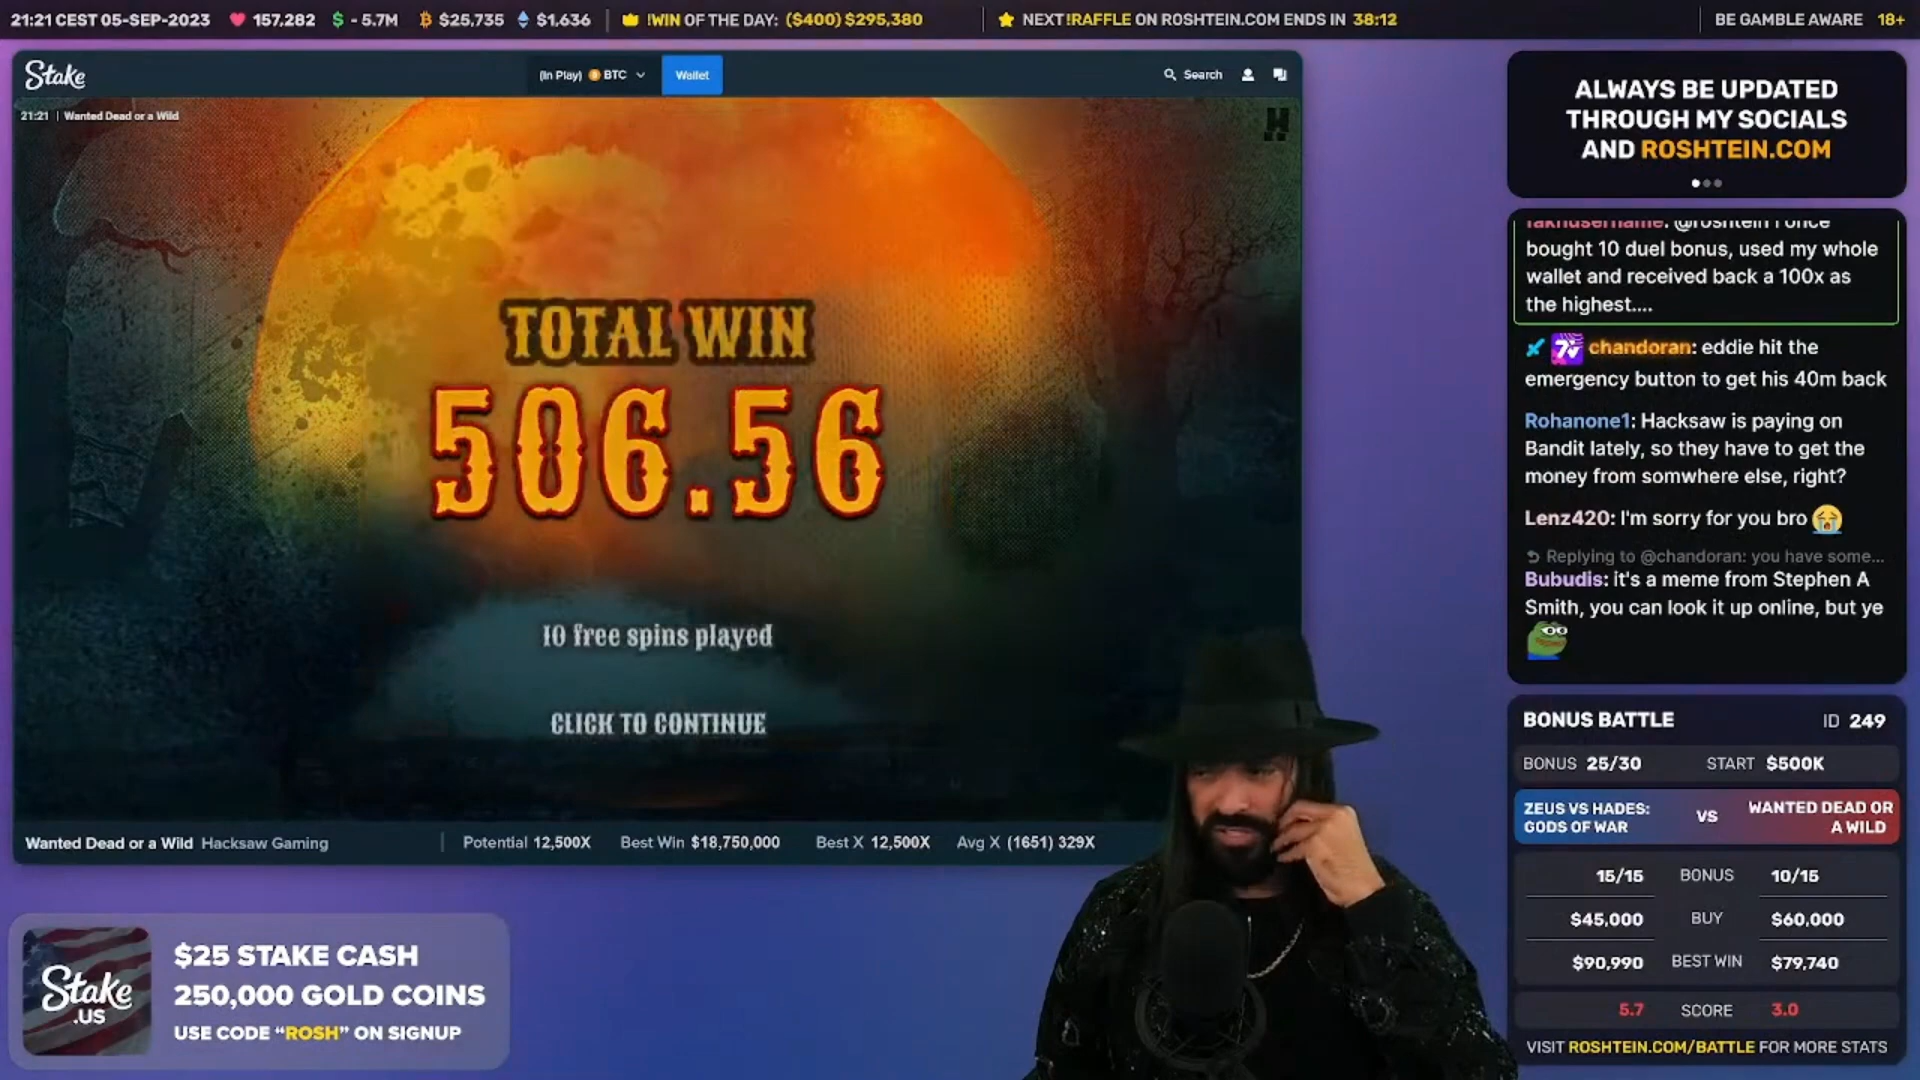 21:21 CEST 05-SEP-2023 157,282 $ - 5.7M $25,735 $1,636 !WIN OF THE DAY: ($400) $295,380 NEXT !RAFFLE ON ROSHTEIN.COM ENDS IN 38:12 BE GAMBLE AWARE 18+
Stake (In Play) BTC Wallet Search
21:21 | Wanted Dead or a Wild
TOTAL WIN
506.56
10 free spins played
CLICK TO CONTINUE
Wanted Dead or a Wild Hacksaw Gaming Potential 12,500X Best Win $18,750,000 Best X 12,500X Avg X (1651) 329X
Stake
.US
$25 STAKE CASH
250,000 GOLD COINS
USE CODE “ROSH” ON SIGNUP
ALWAYS BE UPDATED
THROUGH MY SOCIALS
AND ROSHTEIN.COM
@roshtein I once
bought 10 duel bonus, used my whole
wallet and received back a 100x as
the highest....
chandoran: eddie hit the
emergency button to get his 40m back
Rohanone1: Hacksaw is paying on
Bandit lately, so they have to get the
money from somwhere else, right?
Lenz420: I'm sorry for you bro
Replying to @chandoran: you have some...
Bubudis: it's a meme from Stephen A
Smith, you can look it up online, but ye
BONUS BATTLE ID 249
BONUS 25/30 START $500K
ZEUS VS HADES:
GODS OF WAR
VS
WANTED DEAD OR
A WILD
15/15 BONUS 10/15
$45,000 BUY $60,000
$90,990 BEST WIN $79,740
5.7 SCORE 3.0
VISIT ROSHTEIN.COM/BATTLE FOR MORE STATS